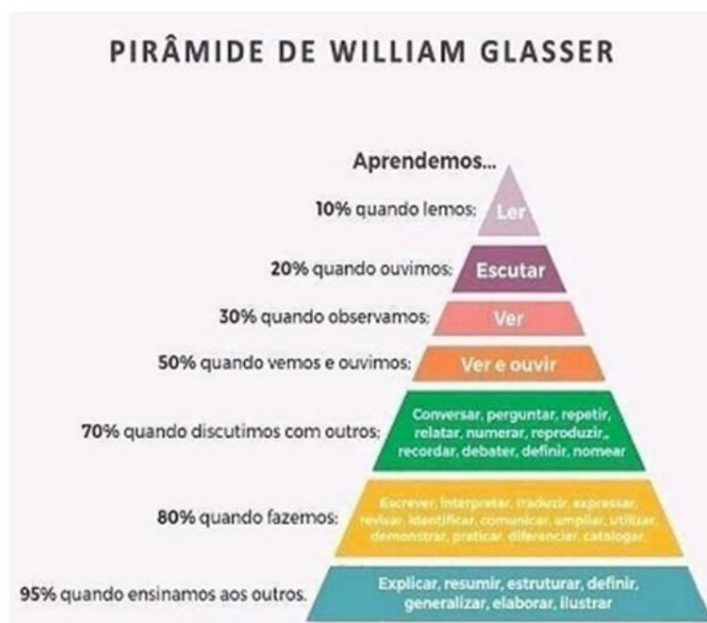 PIRÂMIDE DE WILLIAM GLASSER
Aprendemos...
10% quando lemos;
Ler
20% quando ouvimos;
Escutar
30% quando observamos;
Ver
50% quando vemos e ouvimos;
Ver e ouvir
70% quando discutimos com outros;
Conversar, perguntar, repetir,
relatar, numerar, reproduzir,,
recordar, debater, definir, nomear
80% quando fazemos;
Escrever, interpretar, traduzir, expressar,
revisar, identificar, comunicar, ampliar, utilizar,
demonstrar, praticar, diferenciar, catalogar.
95% quando ensinamos aos outros.
Explicar, resumir, estruturar, definir,
generalizar, elaborar, ilustrar